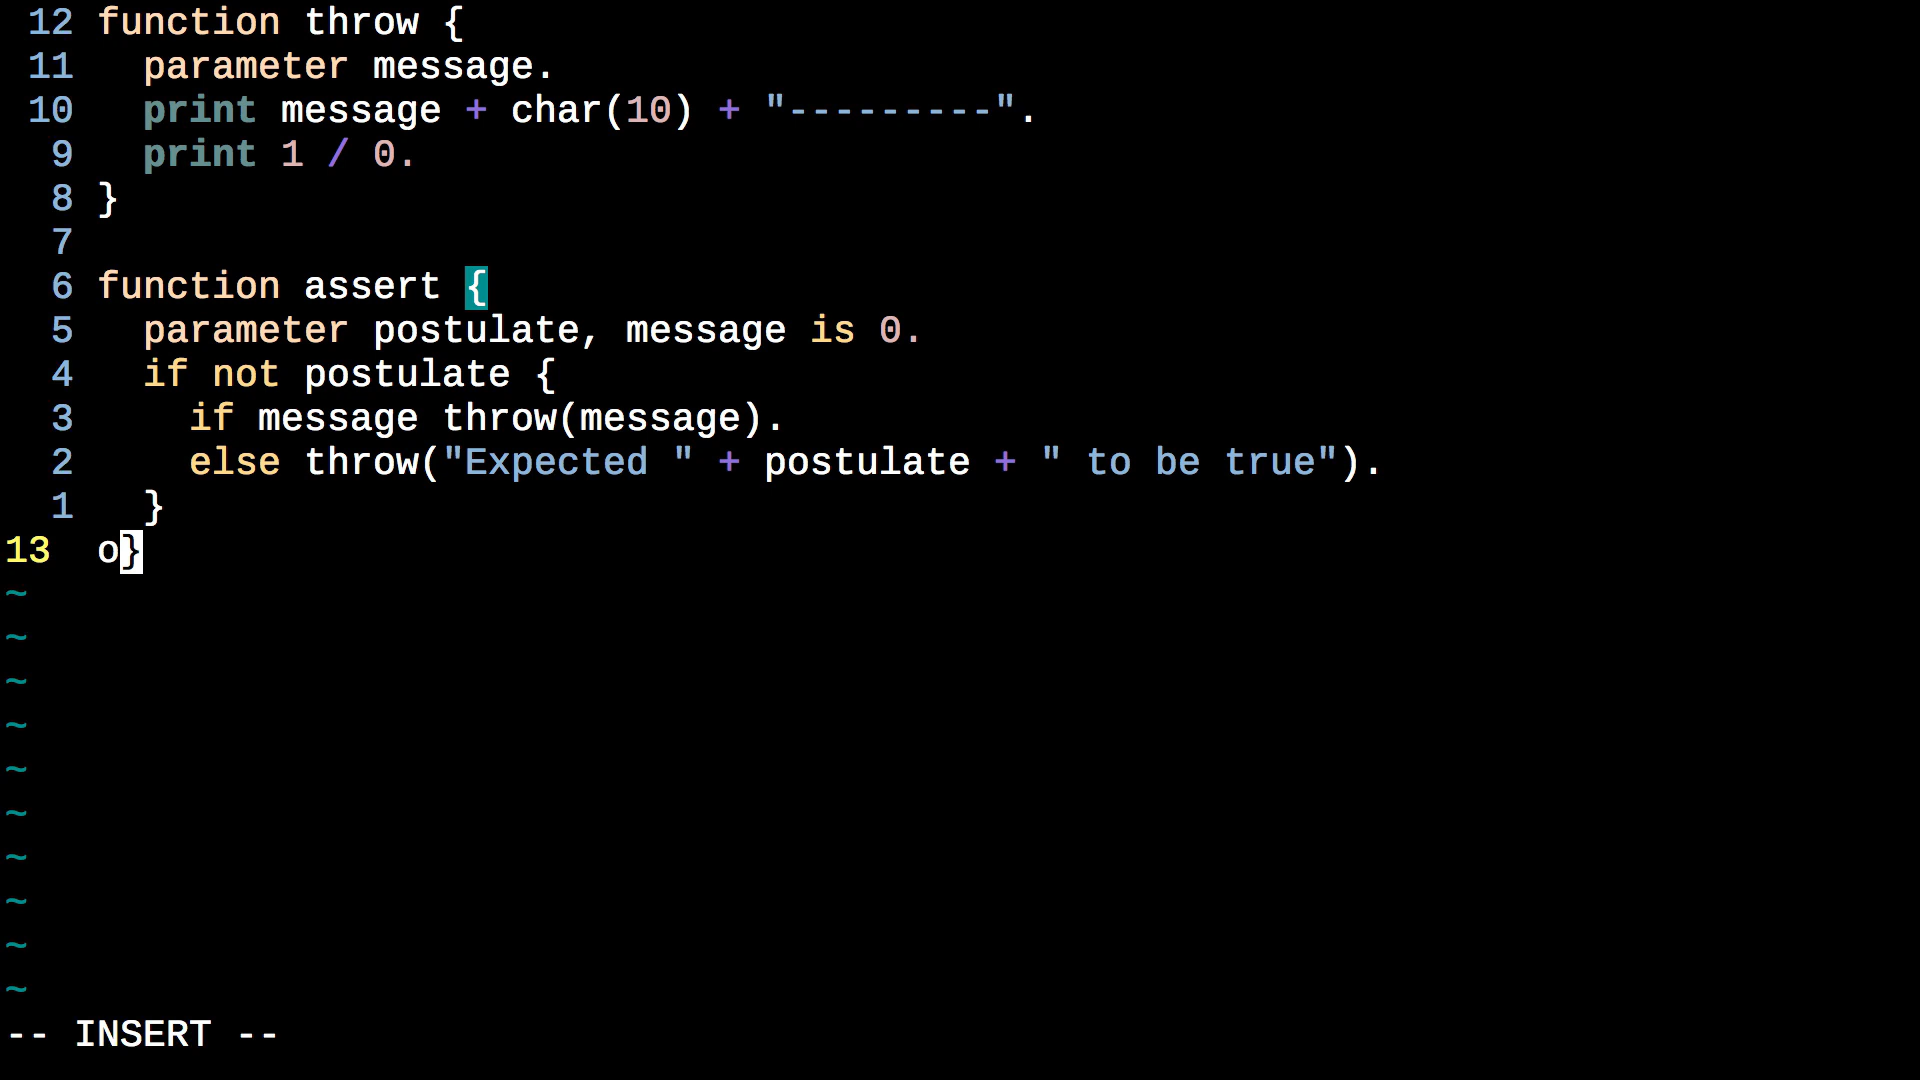 12 function throw {
11   parameter message.
10   print message + char(10) + "---------".
 9   print 1 / 0.
 8 }
 7
 6 function assert {
 5   parameter postulate, message is 0.
 4   if not postulate {
 3     if message throw(message).
 2     else throw("Expected " + postulate + " to be true").
 1   }
13  o}
~
~
~
~
~
~
~
~
~
~
-- INSERT --